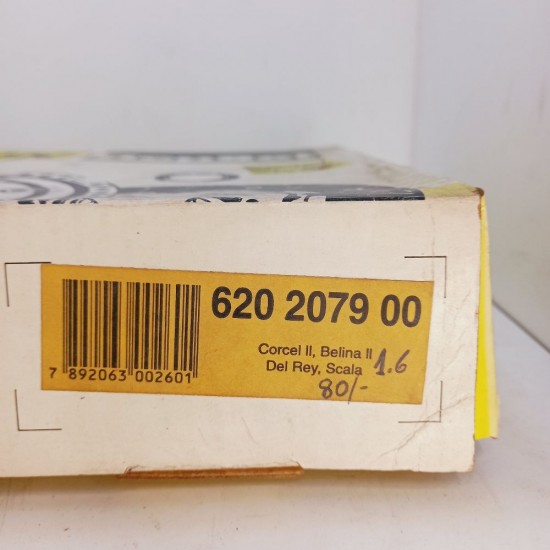 620 2079 00
Corcel II, Belina II
Del Rey, Scala 1.6
80/-
7 892063 002601